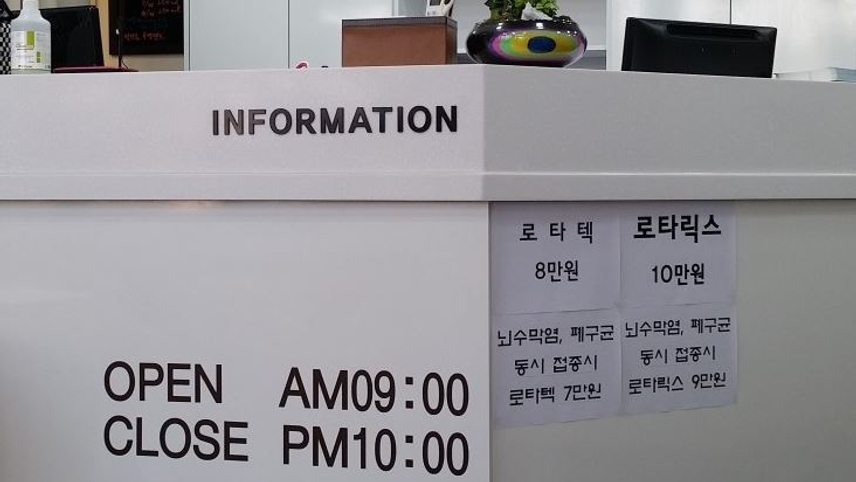 INFORMATION
로타텍
8만원
로타릭스
10만원
뇌수막염, 폐구균
동시 접종시
로타텍 7만원
뇌수막염, 폐구균
동시 접종시
로타릭스 9만원
OPEN AM09:00
CLOSE PM10:00